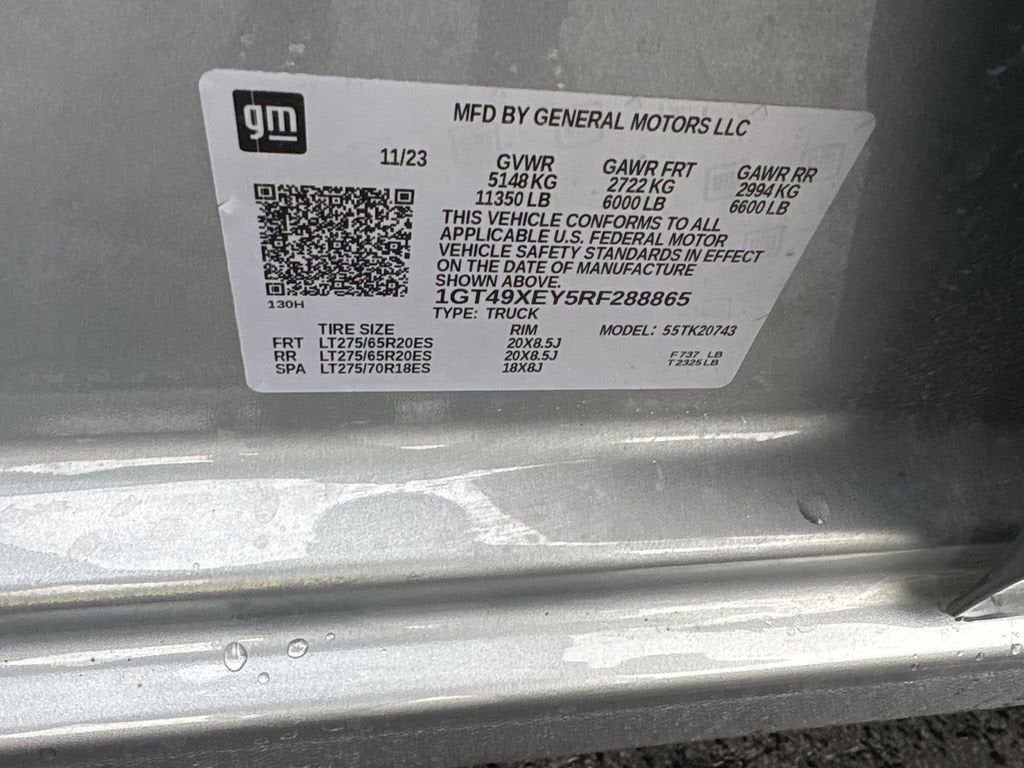 gm
MFD BY GENERAL MOTORS LLC
11/23 GVWR GAWR FRT GAWR RR
5148 KG 2722 KG 2994 KG
11350 LB 6000 LB 6600 LB
THIS VEHICLE CONFORMS TO ALL
APPLICABLE U.S. FEDERAL MOTOR
VEHICLE SAFETY STANDARDS IN EFFECT
ON THE DATE OF MANUFACTURE
SHOWN ABOVE.
130H
1GT49XEY5RF288865
TYPE: TRUCK
TIRE SIZE RIM MODEL: 55TK20743
FRT LT275/65R20ES 20X8.5J
RR LT275/65R20ES 20X8.5J F 737 LB
SPA LT275/70R18ES 18X8J T 2325 LB